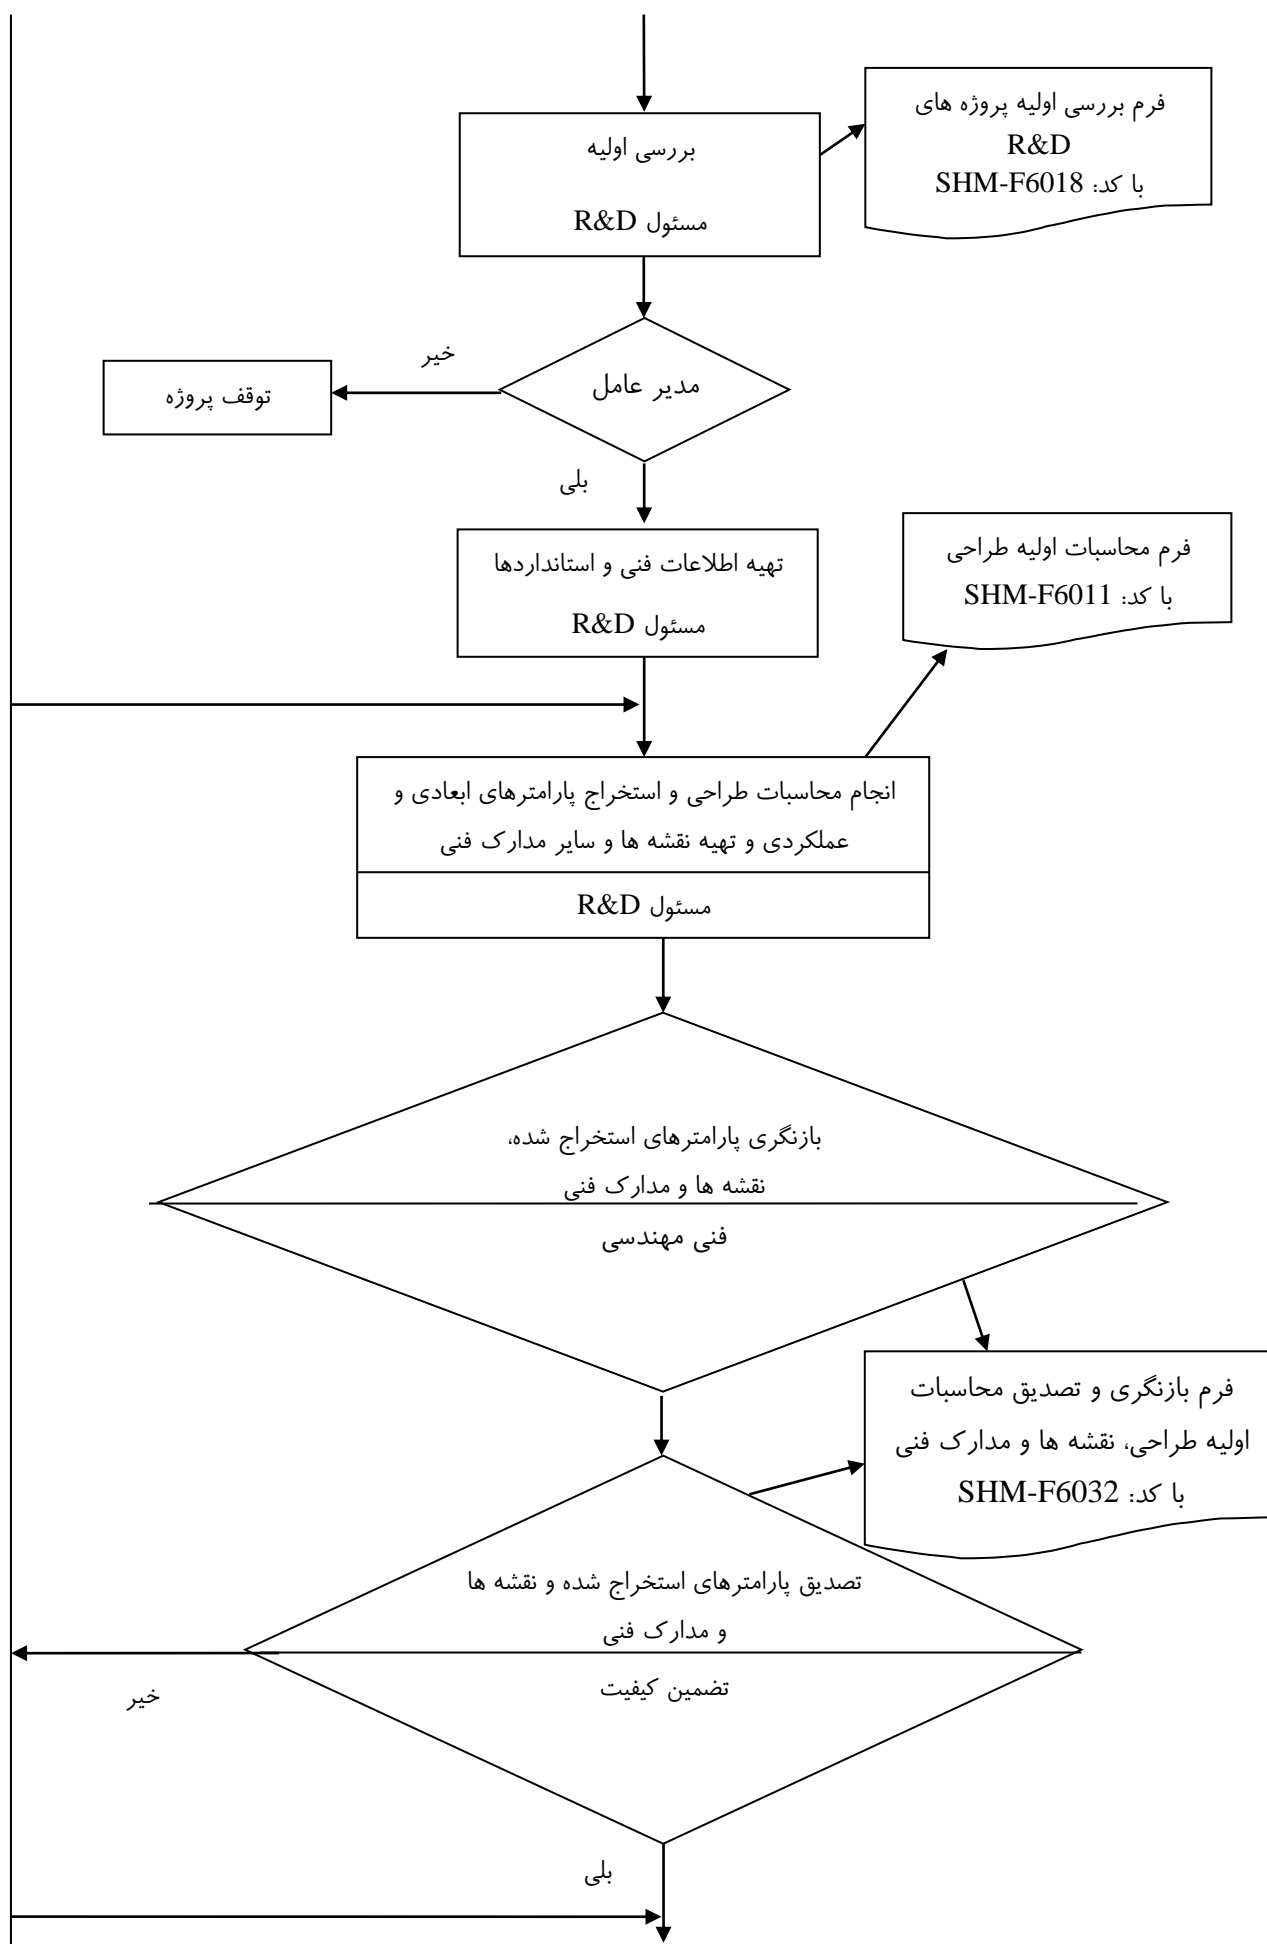 فرم بررسی اولیه پروژه های
R&D
با کد: SHM-F6018
بررسی اولیه
مسئول R&D
خیر
مدیر عامل
توقف پروژه
بلی
فرم محاسبات اولیه طراحی
با کد: SHM-F6011
تهیه اطلاعات فنی و استانداردها
مسئول R&D
انجام محاسبات طراحی و استخراج پارامترهای ابعادی و
عملکردی و تهیه نقشه ها و سایر مدارک فنی
مسئول R&D
بازنگری پارامترهای استخراج شده،
نقشه ها و مدارک فنی
فنی مهندسی
فرم بازنگری و تصدیق محاسبات
اولیه طراحی، نقشه ها و مدارک فنی
با کد: SHM-F6032
تصدیق پارامترهای استخراج شده و نقشه ها
و مدارک فنی
تضمین کیفیت
خیر
بلی